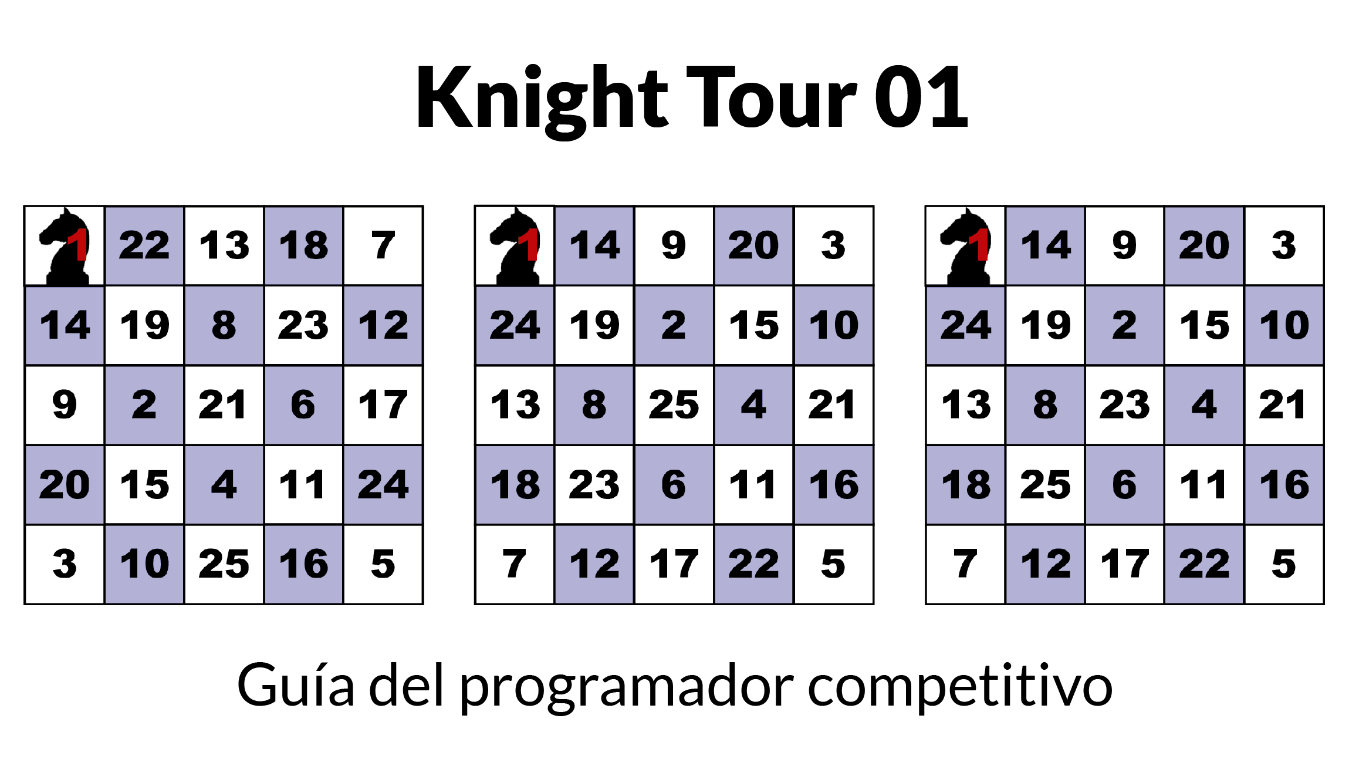 Knight Tour 01
1 22 13 18 7 1 14 9 20 3 1 14 9 20 3
14 19 8 23 12 24 19 2 15 10 24 19 2 15 10
9 2 21 6 17 13 8 25 4 21 13 8 23 4 21
20 15 4 11 24 18 23 6 11 16 18 25 6 11 16
3 10 25 16 5 7 12 17 22 5 7 12 17 22 5
Guía del programador competitivo